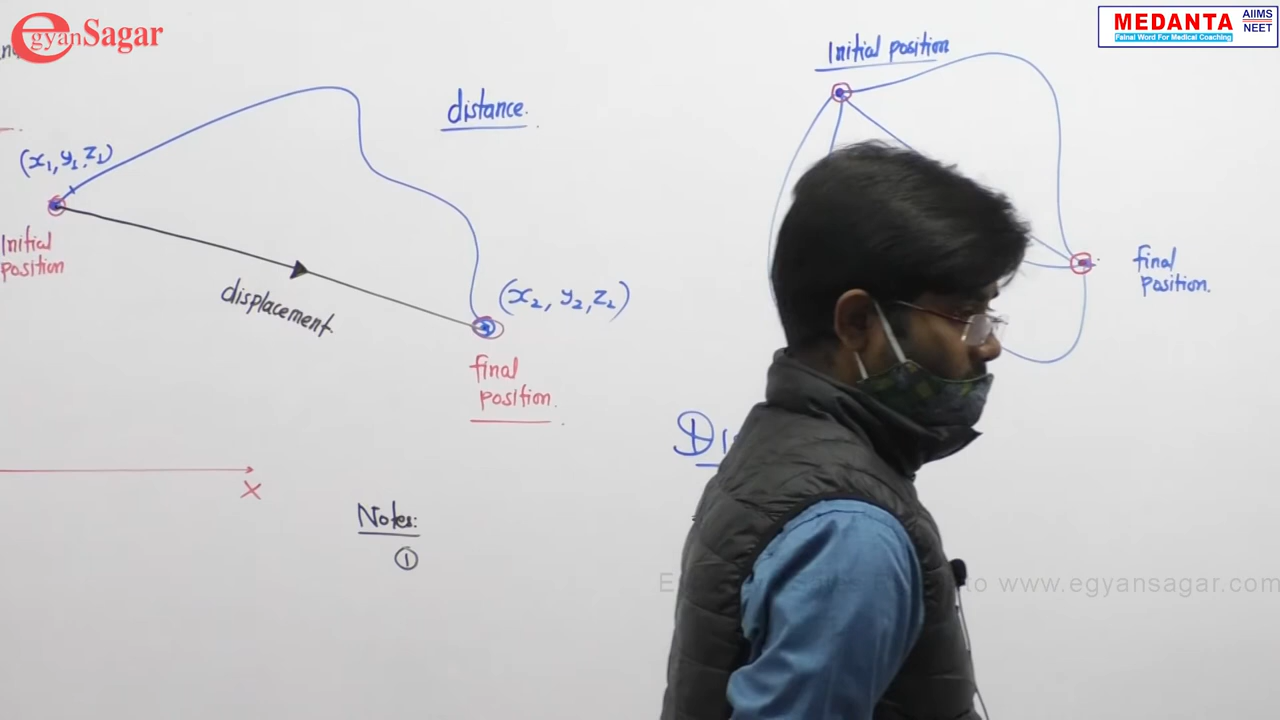 egyanSagar
MEDANTA AIIMS NEET
Fainal Word For Medical Coaching
distance.
(x₁, y₁, z₁)
Initial position
displacement.
(x₂, y₂, z₂)
final position.
X
Notes:
①
Initial position
final position.
to www.egyansagar.com